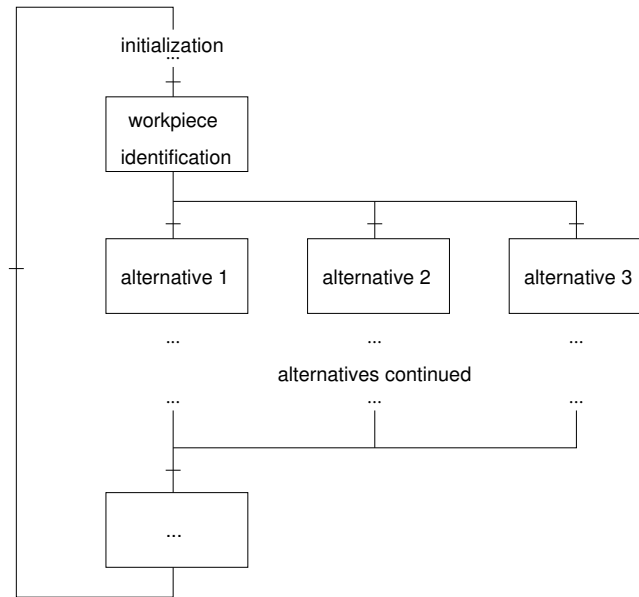 initialization
...
workpiece
identification
alternative 1
alternative 2
alternative 3
... ... ...
alternatives continued
... ... ...
...